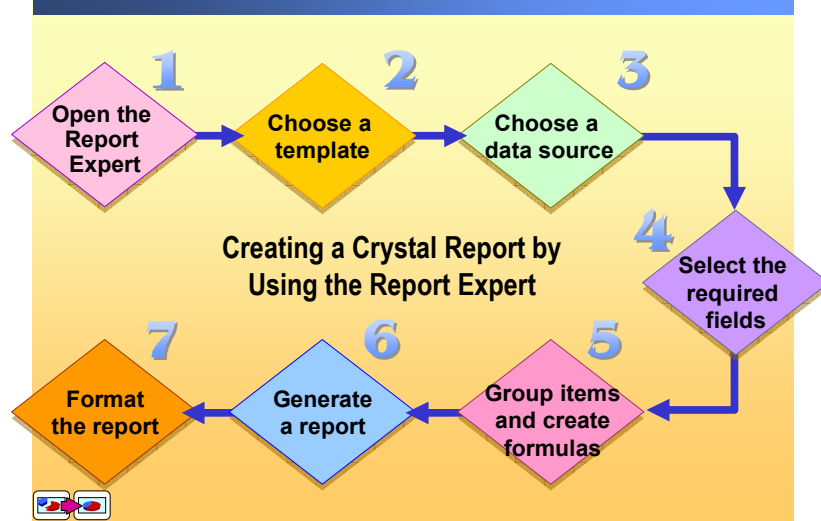 1
Open the
Report
Expert
2
Choose a
template
3
Choose a
data source
4
Select the
required
fields
Creating a Crystal Report by
Using the Report Expert
5
Group items
and create
formulas
6
Generate
a report
7
Format
the report